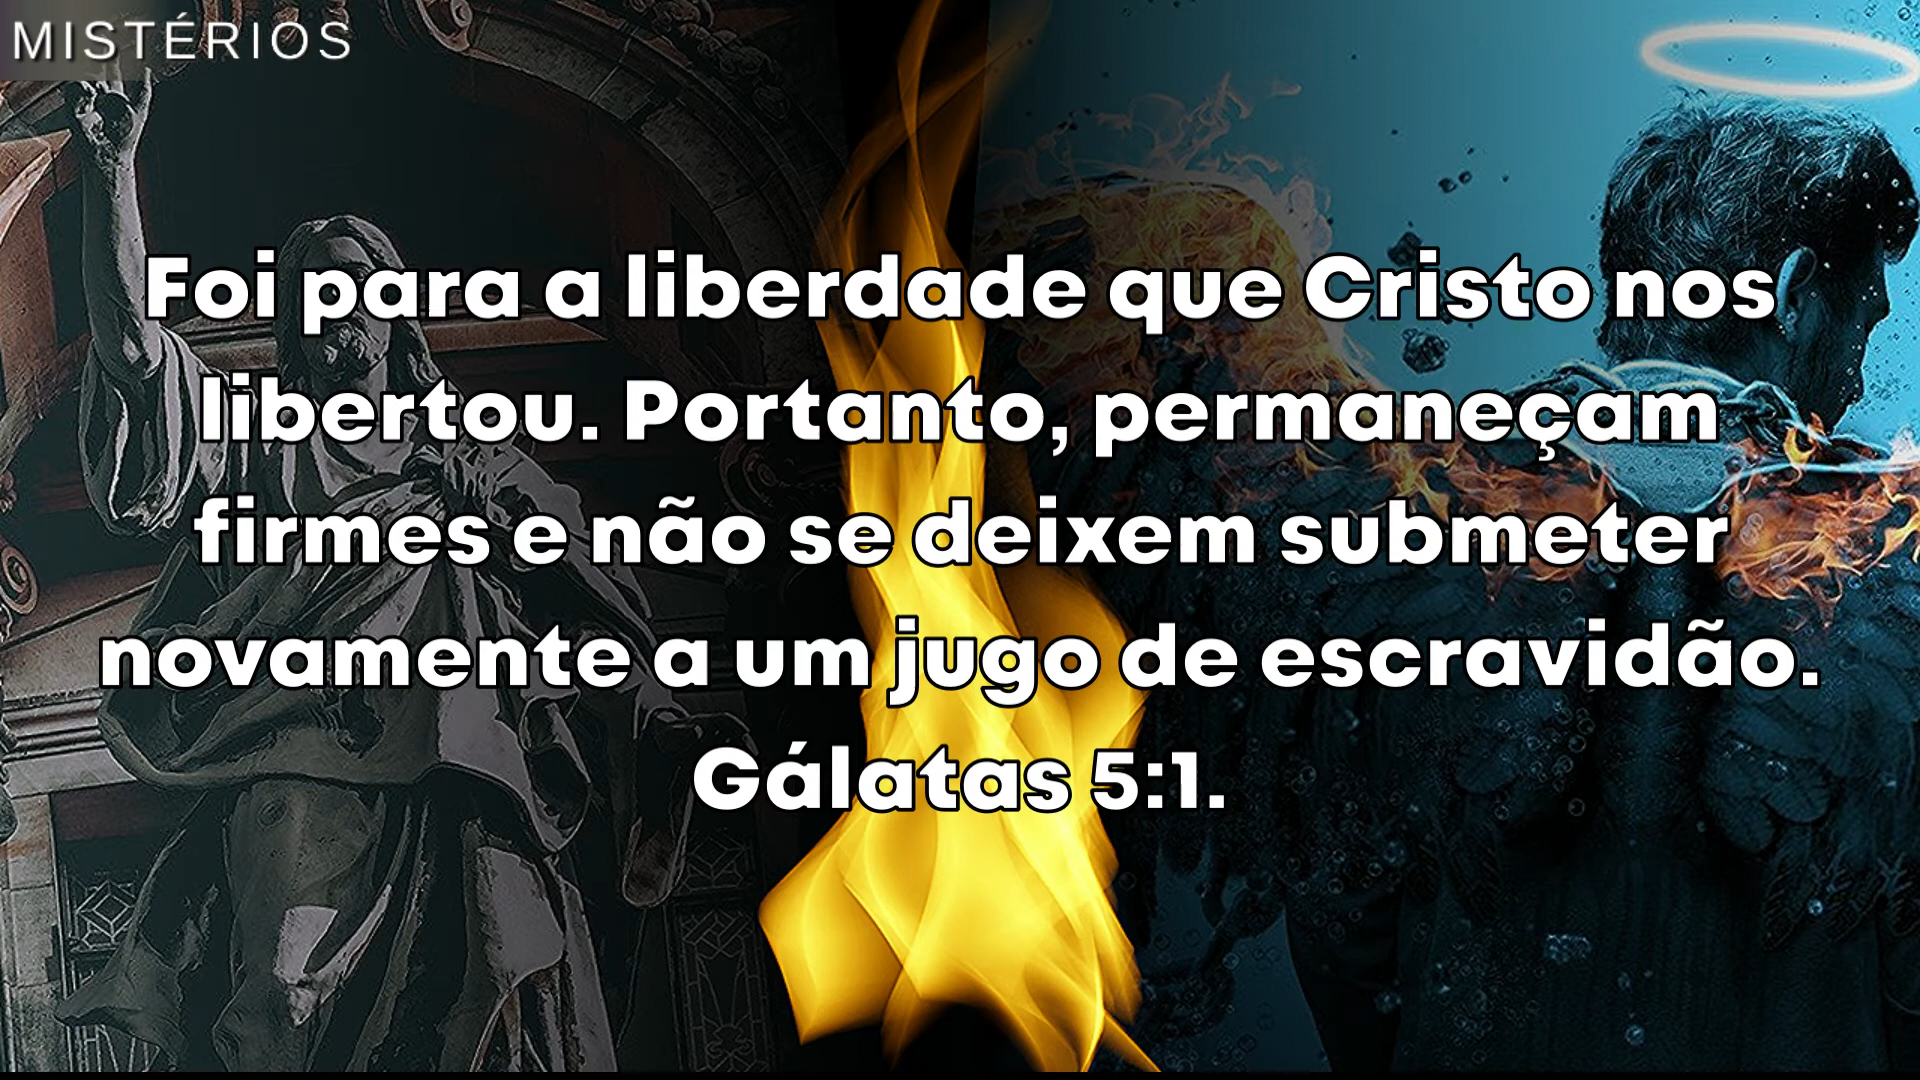 MISTÉRIOS
Foi para a liberdade que Cristo nos
libertou. Portanto, permaneçam
firmes e não se deixem submeter
novamente a um jugo de escravidão.
Gálatas 5:1.